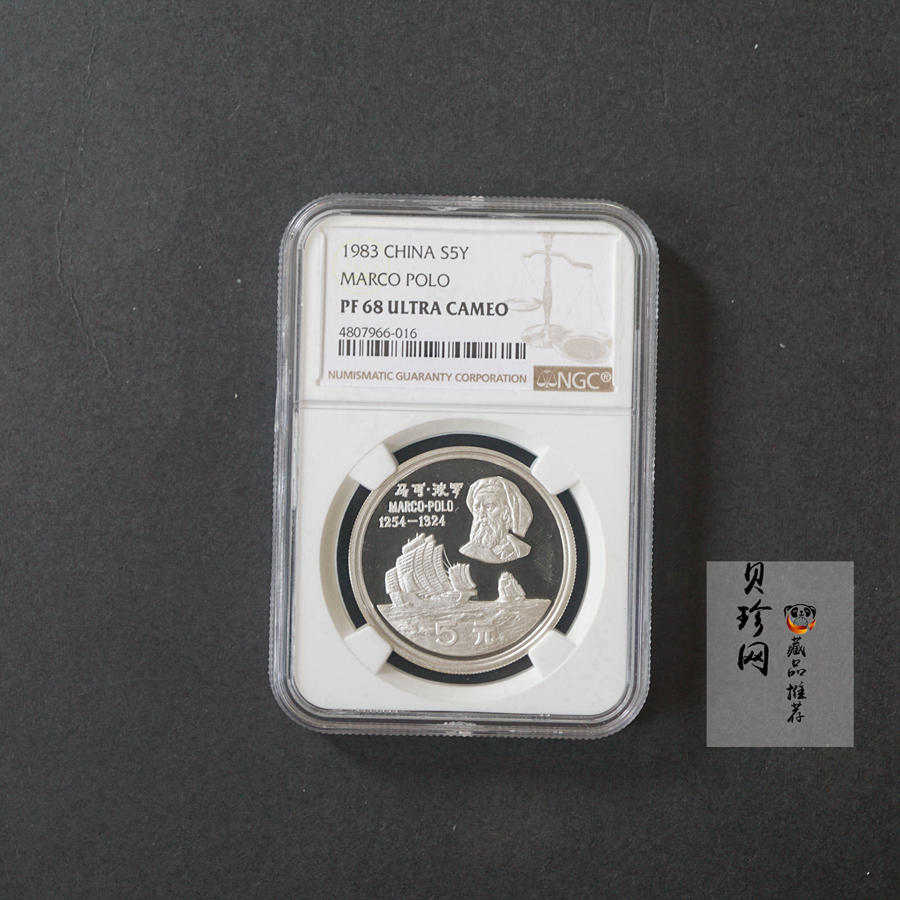 1983 CHINA S5Y
MARCO POLO
PF 68 ULTRA CAMEO
4807966-016
NUMISMATIC GUARANTY CORPORATION
NGC®
马可·波罗
MARCO·POLO
1254—1324
5元
贝珍网
藏品推荐